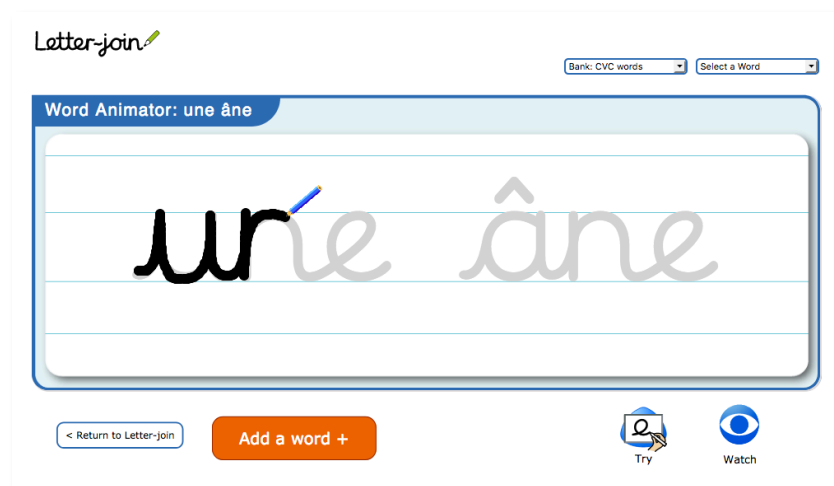 Letter-join
Bank: CVC words Select a Word
Word Animator: une âne
une âne
< Return to Letter-join Add a word + Try Watch